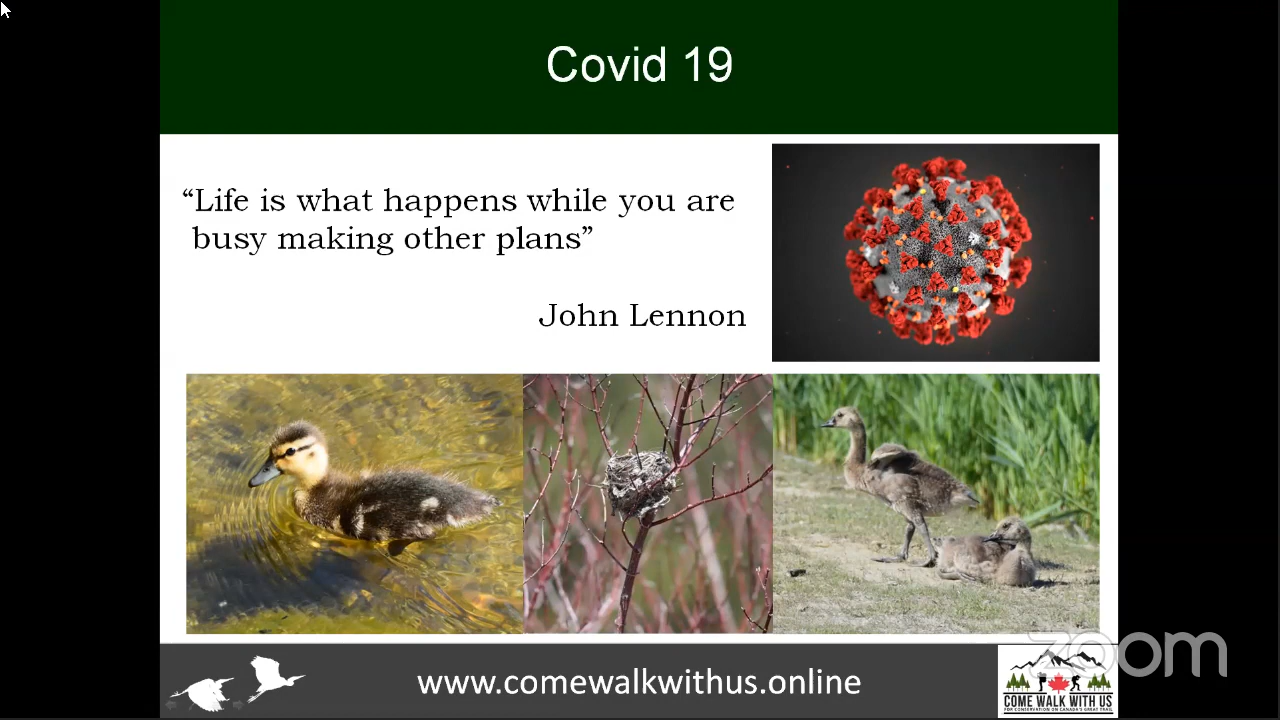 Covid 19
“Life is what happens while you are
busy making other plans”
John Lennon
www.comewalkwithus.online
zoom
COME WALK WITH US
FOR CONSERVATION ON CANADA'S GREAT TRAIL